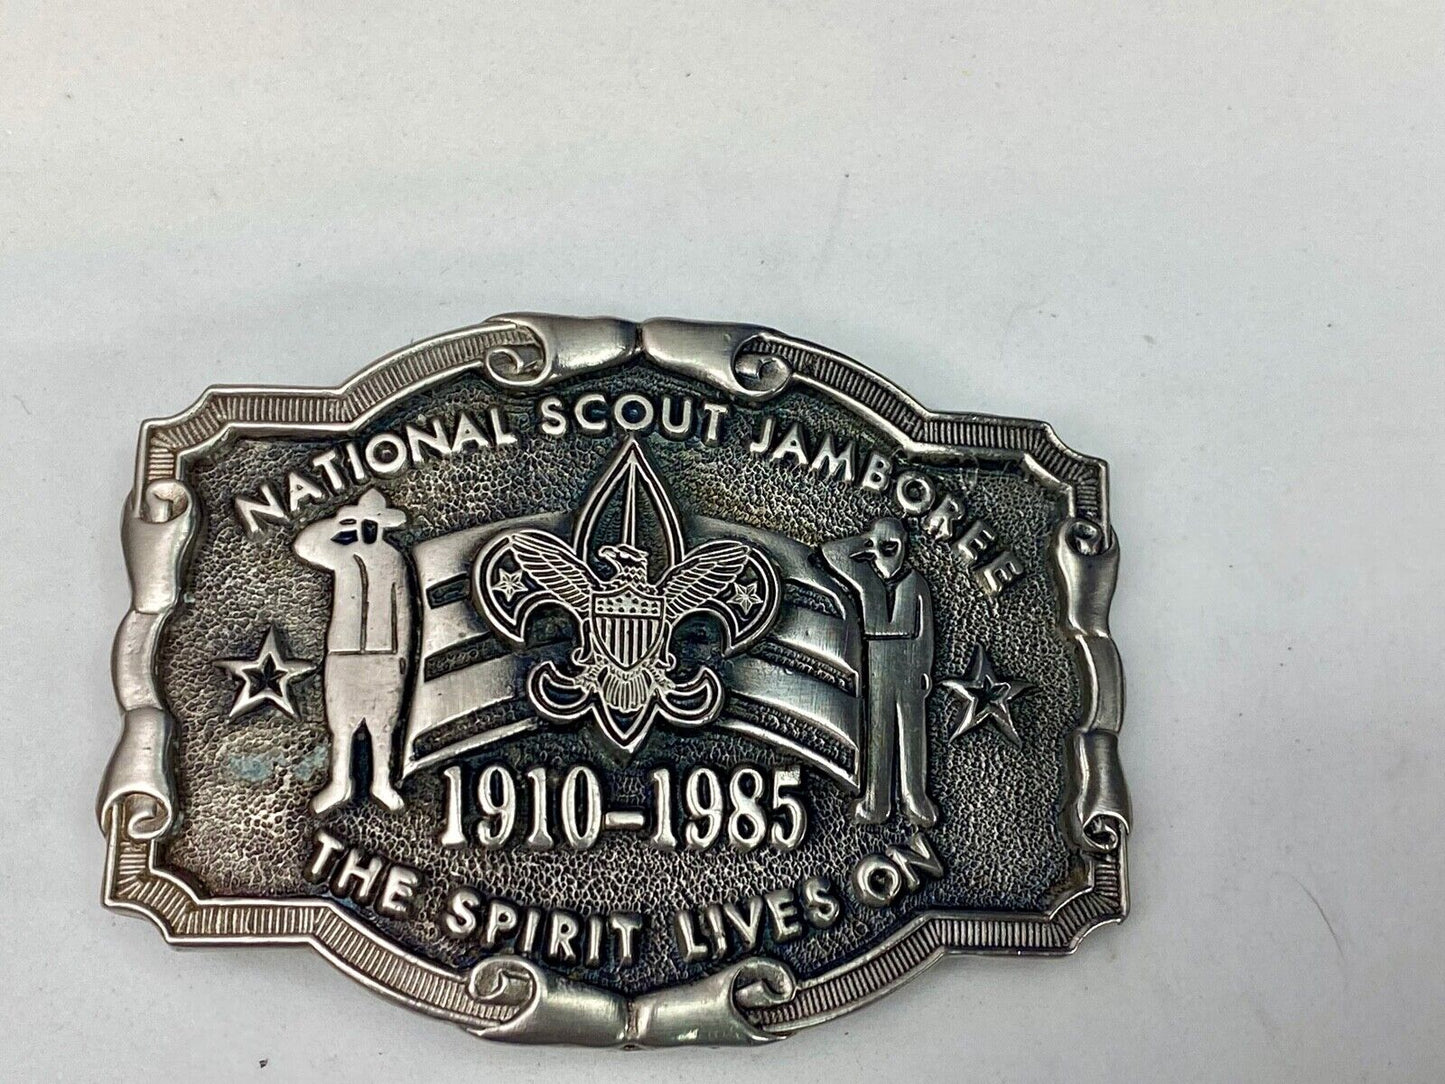 NATIONAL SCOUT JAMBOREE
1910-1985
THE SPIRIT LIVES ON